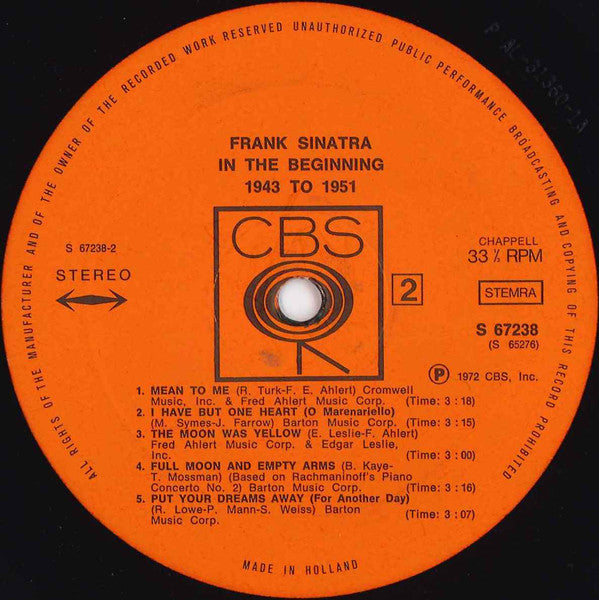 ALL RIGHTS OF THE MANUFACTURER AND OF THE OWNER OF THE RECORDED WORK RESERVED UNAUTHORIZED PUBLIC PERFORMANCE BROADCASTING AND COPYING OF THIS RECORD PROHIBITED
FRANK SINATRA
IN THE BEGINNING
1943 TO 1951
CBS
S 67238-2
STEREO
2
CHAPPELL
33⅓ RPM
STEMRA
S 67238
(S 65276)
Ⓟ 1972 CBS, Inc.
1. MEAN TO ME (R. Turk-F. E. Ahlert) Cromwell
Music, Inc. & Fred Ahlert Music Corp. (Time: 3 : 18)
2. I HAVE BUT ONE HEART (O Marenariello)
(M. Symes-J. Farrow) Barton Music Corp. (Time: 3 : 15)
3. THE MOON WAS YELLOW (E. Leslie-F. Ahlert)
Fred Ahlert Music Corp. & Edgar Leslie,
Inc. (Time: 3 : 00)
4. FULL MOON AND EMPTY ARMS (B. Kaye-
T. Mossman) (Based on Rachmaninoff's Piano
Concerto No. 2) Barton Music Corp. (Time: 3 : 16)
5. PUT YOUR DREAMS AWAY (For Another Day)
(R. Lowe-P. Mann-S. Weiss) Barton
Music Corp. (Time: 3 : 07)
MADE IN HOLLAND